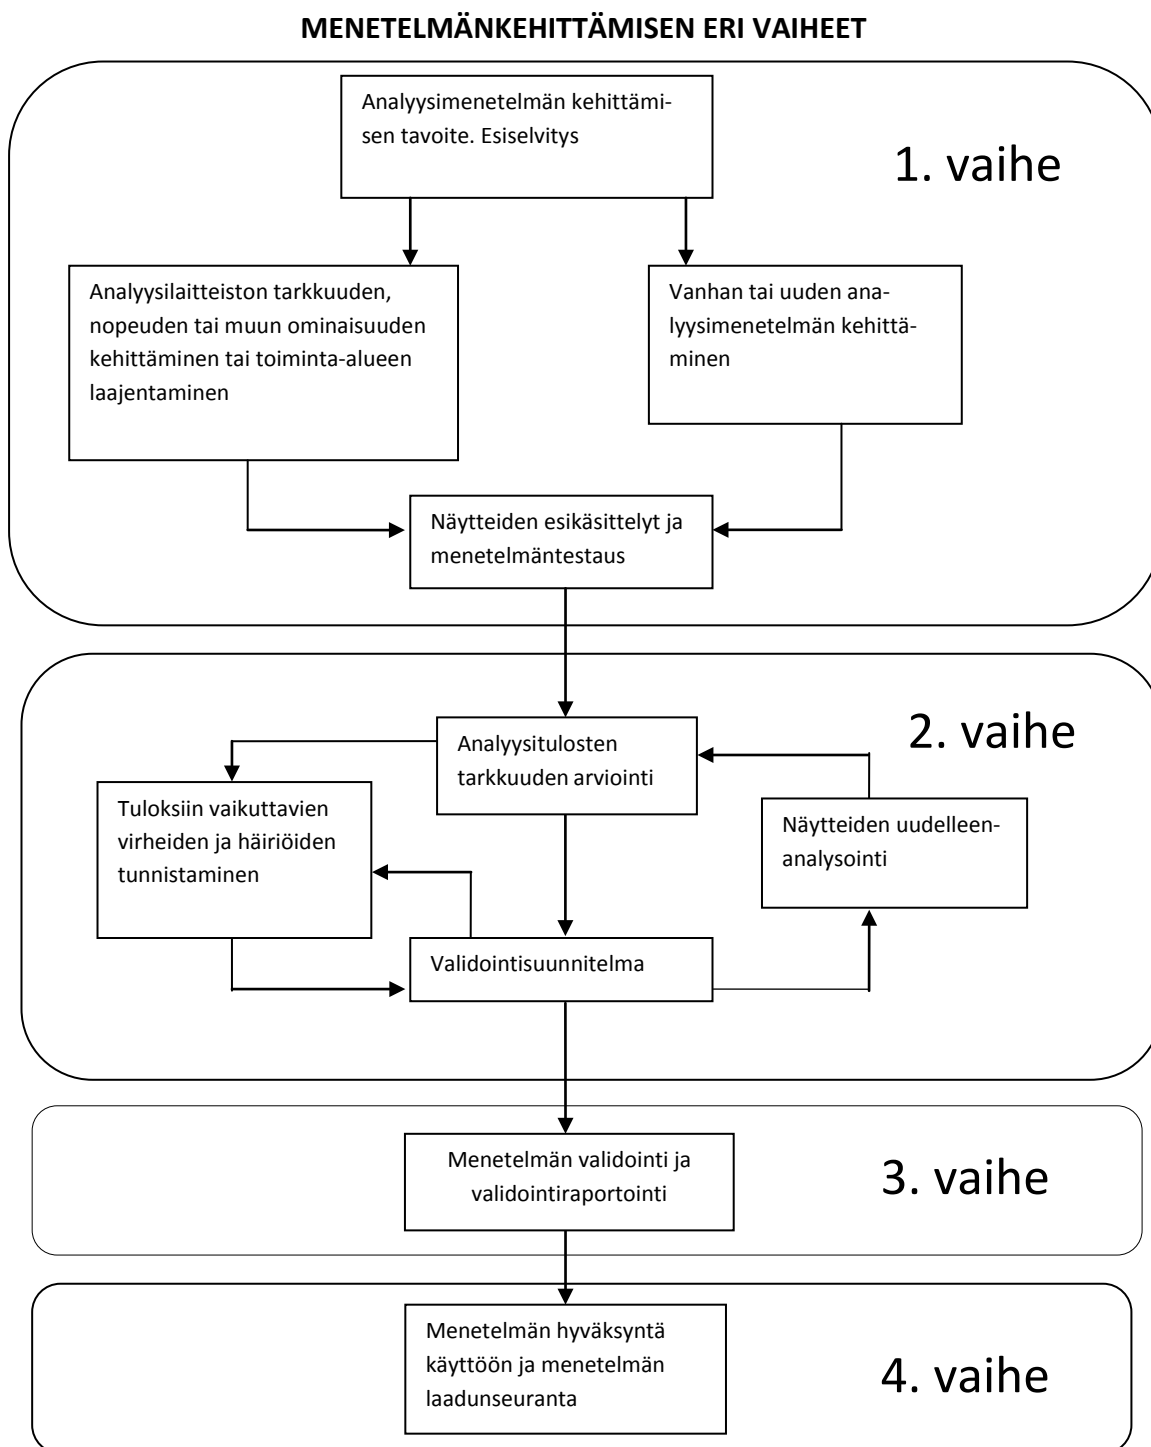 MENETELMÄNKEHITTÄMISEN ERI VAIHEET
Analyysimenetelmän kehittämi-
sen tavoite. Esiselvitys
1. vaihe
Analyysilaitteiston tarkkuuden,
nopeuden tai muun ominaisuuden
kehittäminen tai toiminta-alueen
laajentaminen
Vanhan tai uuden ana-
lyysimenetelmän kehittä-
minen
Näytteiden esikäsittelyt ja
menetelmäntestaus
2. vaihe
Analyysitulosten
tarkkuuden arviointi
Tuloksiin vaikuttavien
virheiden ja häiriöiden
tunnistaminen
Näytteiden uudelleen-
analysointi
Validointisuunnitelma
3. vaihe
Menetelmän validointi ja
validointiraportointi
4. vaihe
Menetelmän hyväksyntä
käyttöön ja menetelmän
laadunseuranta